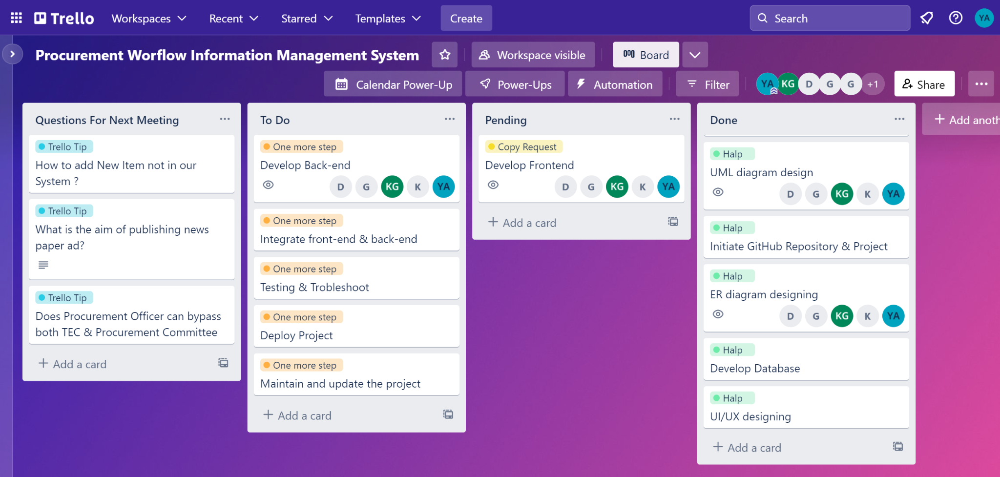 Trello Workspaces Recent Starred Templates Create Search YA
Procurement Worflow Information Management System Workspace visible Board
Calendar Power-Up Power-Ups Automation Filter YA KG D G G +1 Share
Questions For Next Meeting
Trello Tip
How to add New Item not in our
System ?
Trello Tip
What is the aim of publishing news
paper ad?
Trello Tip
Does Procurement Officer can bypass
both TEC & Procurement Committee
Add a card
To Do
One more step
Develop Back-end
D G KG K YA
One more step
Integrate front-end & back-end
One more step
Testing & Trobleshoot
One more step
Deploy Project
One more step
Maintain and update the project
Add a card
Pending
Copy Request
Develop Frontend
D G KG K YA
Add a card
Done
Halp
UML diagram design
D G KG K YA
Halp
Initiate GitHub Repository & Project
Halp
ER diagram designing
D G KG K YA
Halp
Develop Database
Halp
UI/UX designing
Add a card
Add anoth